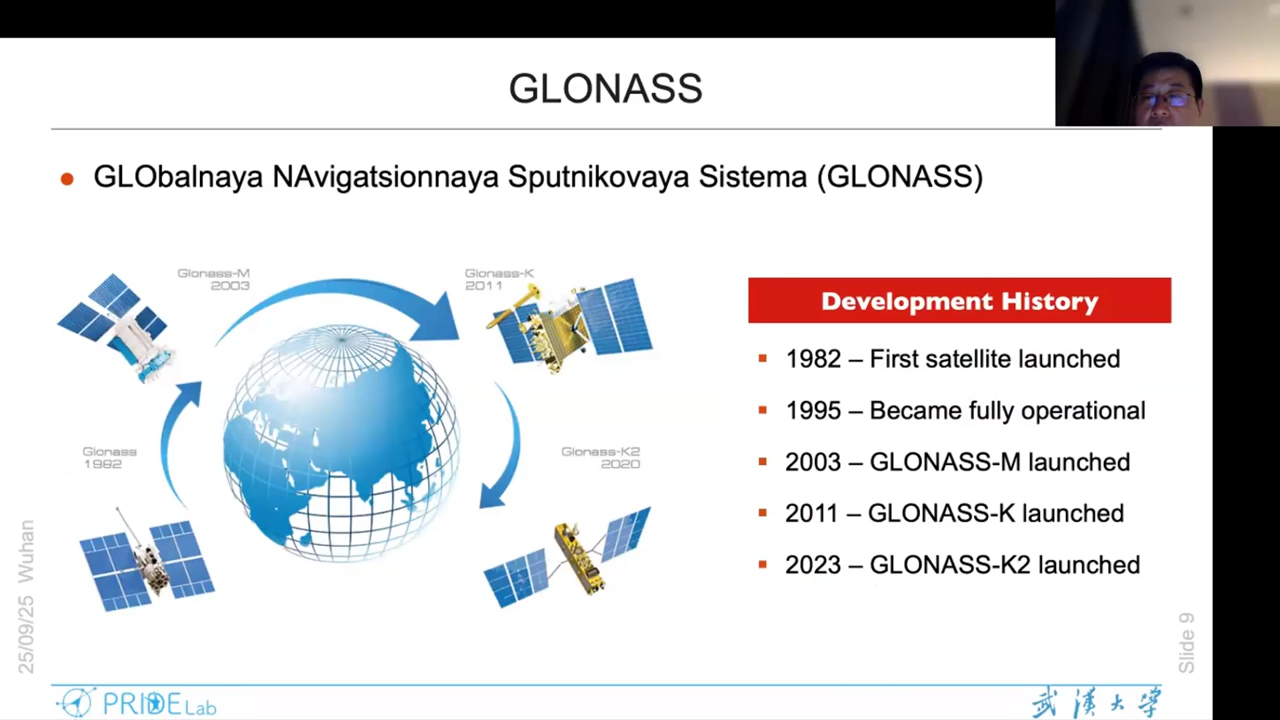 GLONASS
GLObalnaya NAvigatsionnaya Sputnikovaya Sistema (GLONASS)
Glonass-M
2003
Glonass-K
2011
Glonass
1982
Glonass-K2
2020
Development History
1982 – First satellite launched
1995 – Became fully operational
2003 – GLONASS-M launched
2011 – GLONASS-K launched
2023 – GLONASS-K2 launched
25/09/25 Wuhan
Slide 9
PRIDE Lab
武漢大學